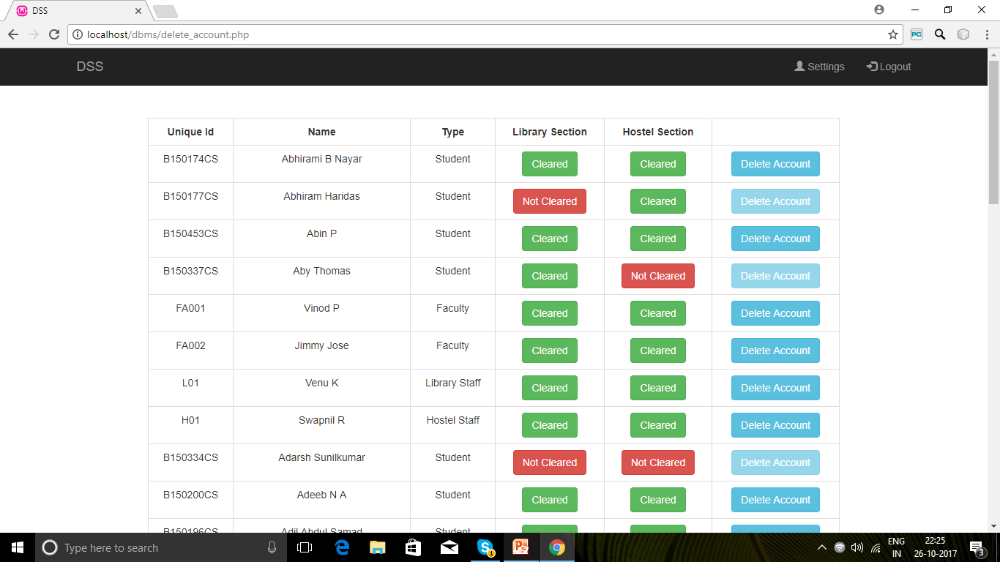 DSS
localhost/dbms/delete_account.php
PC
DSS Settings Logout
Unique Id Name Type Library Section Hostel Section
B150174CS Abhirami B Nayar Student Cleared Cleared Delete Account
B150177CS Abhiram Haridas Student Not Cleared Cleared Delete Account
B150453CS Abin P Student Cleared Cleared Delete Account
B150337CS Aby Thomas Student Cleared Not Cleared Delete Account
FA001 Vinod P Faculty Cleared Cleared Delete Account
FA002 Jimmy Jose Faculty Cleared Cleared Delete Account
L01 Venu K Library Staff Cleared Cleared Delete Account
H01 Swapnil R Hostel Staff Cleared Cleared Delete Account
B150334CS Adarsh Sunilkumar Student Not Cleared Not Cleared Delete Account
B150200CS Adeeb N A Student Cleared Cleared Delete Account
B150196CS Adil Abdul Samad Student
Type here to search
1
ENG 22:25
IN 26-10-2017 3